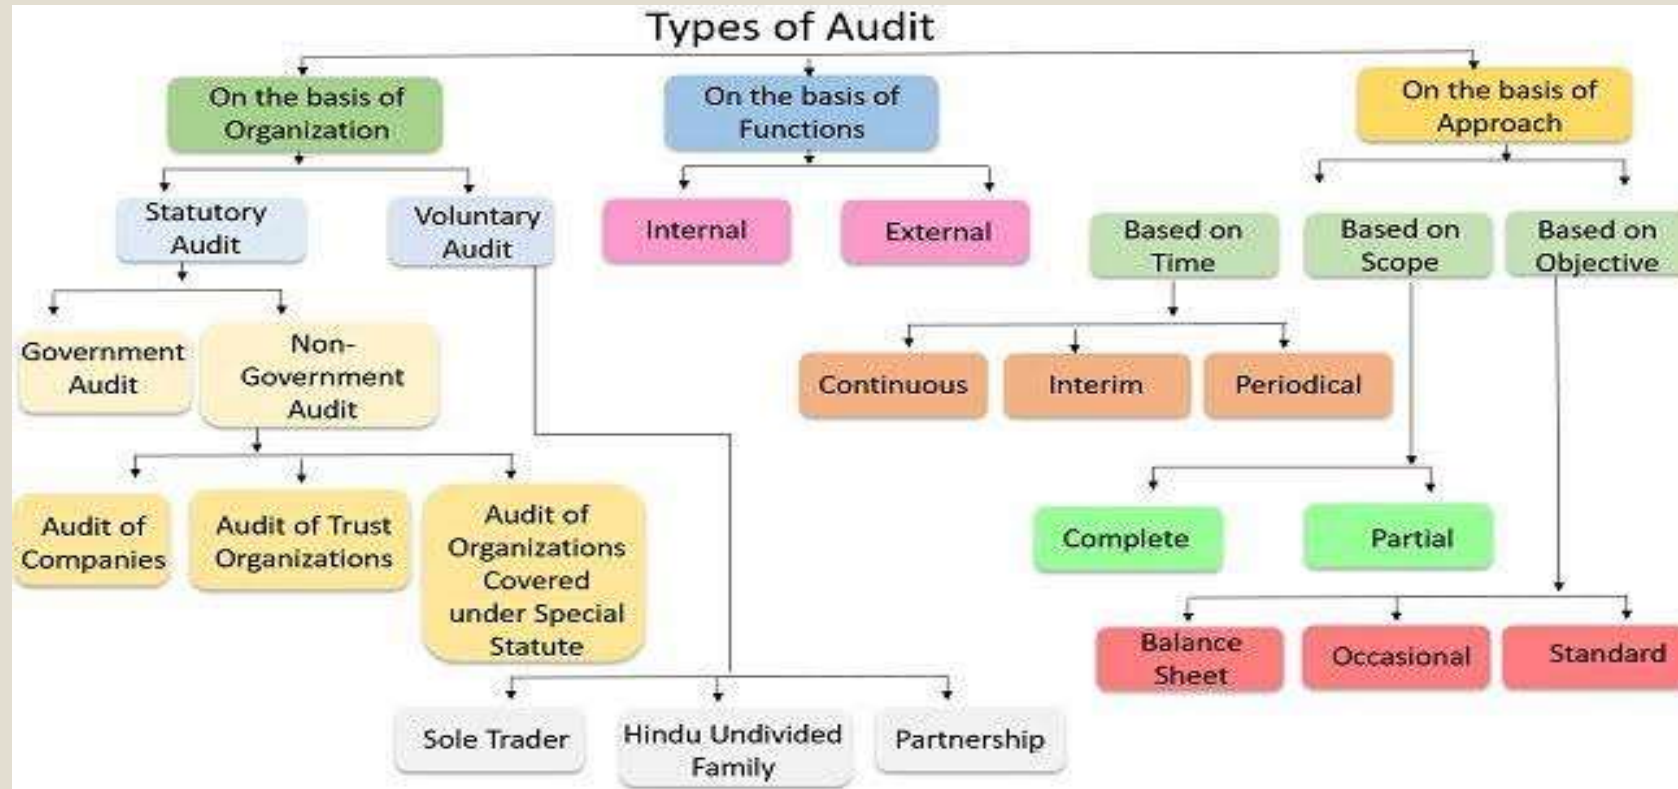 Types of Audit
On the basis of
Organization
On the basis of
Functions
On the basis of
Approach
Statutory
Audit
Voluntary
Audit
Internal
External
Based on
Time
Based on
Scope
Based on
Objective
Government
Audit
Non-
Government
Audit
Continuous
Interim
Periodical
Audit of
Companies
Audit of Trust
Organizations
Audit of
Organizations
Covered
under Special
Statute
Complete
Partial
Balance
Sheet
Occasional
Standard
Sole Trader
Hindu Undivided
Family
Partnership